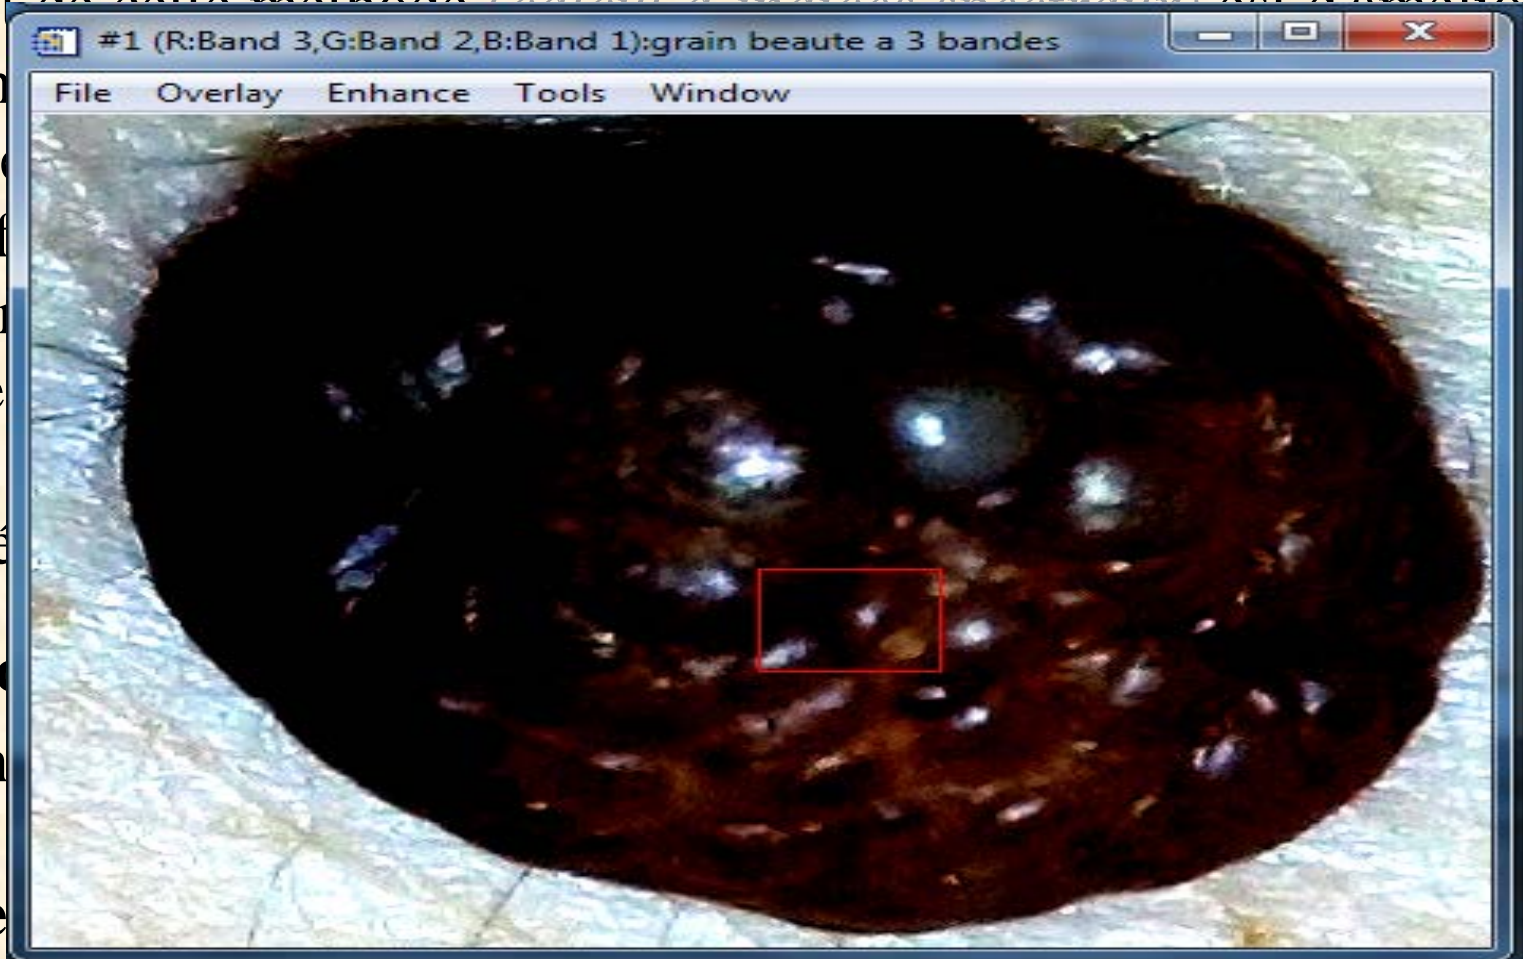 #1 (R:Band 3,G:Band 2,B:Band 1):grain beaute a 3 bandes
File Overlay Enhance Tools Window